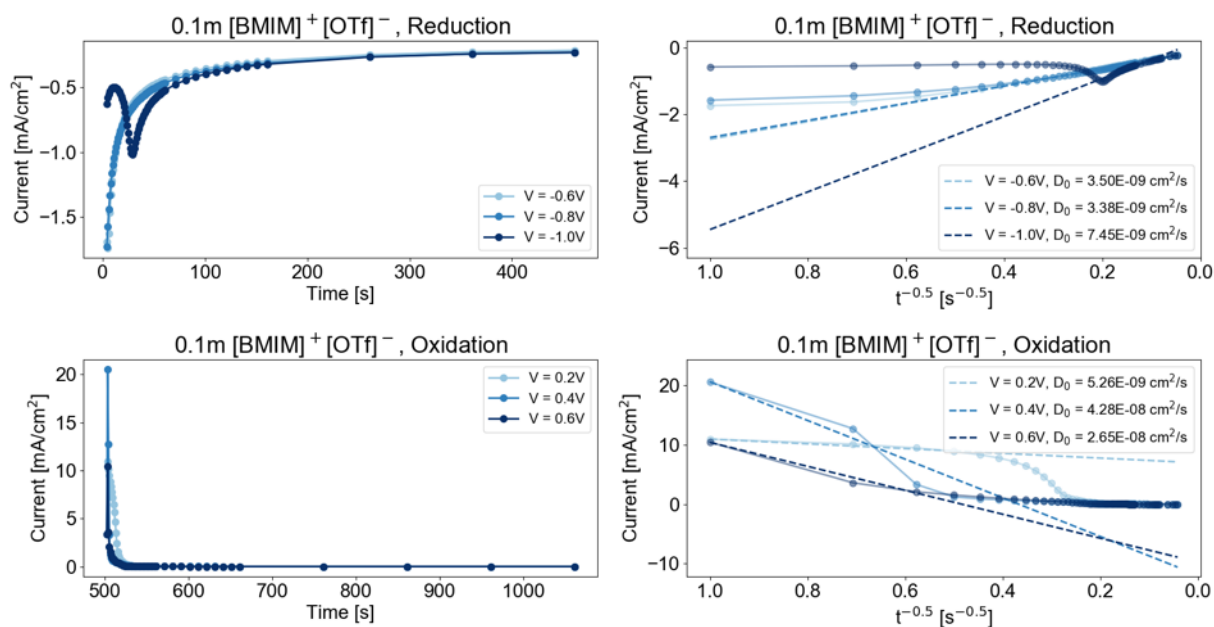 0.1m [BMIM]⁺[OTf]⁻, Reduction
Current [mA/cm²]
−0.5
−1.0
−1.5
V = -0.6V
V = -0.8V
V = -1.0V
0 100 200 300 400
Time [s]
0.1m [BMIM]⁺[OTf]⁻, Reduction
Current [mA/cm²]
0
−2
−4
−6
V = -0.6V, D₀ = 3.50E-09 cm²/s
V = -0.8V, D₀ = 3.38E-09 cm²/s
V = -1.0V, D₀ = 7.45E-09 cm²/s
1.0 0.8 0.6 0.4 0.2 0.0
t⁻⁰·⁵ [s⁻⁰·⁵]
0.1m [BMIM]⁺[OTf]⁻, Oxidation
Current [mA/cm²]
20
15
10
5
0
V = 0.2V
V = 0.4V
V = 0.6V
500 600 700 800 900 1000
Time [s]
0.1m [BMIM]⁺[OTf]⁻, Oxidation
Current [mA/cm²]
20
10
0
−10
V = 0.2V, D₀ = 5.26E-09 cm²/s
V = 0.4V, D₀ = 4.28E-08 cm²/s
V = 0.6V, D₀ = 2.65E-08 cm²/s
1.0 0.8 0.6 0.4 0.2 0.0
t⁻⁰·⁵ [s⁻⁰·⁵]